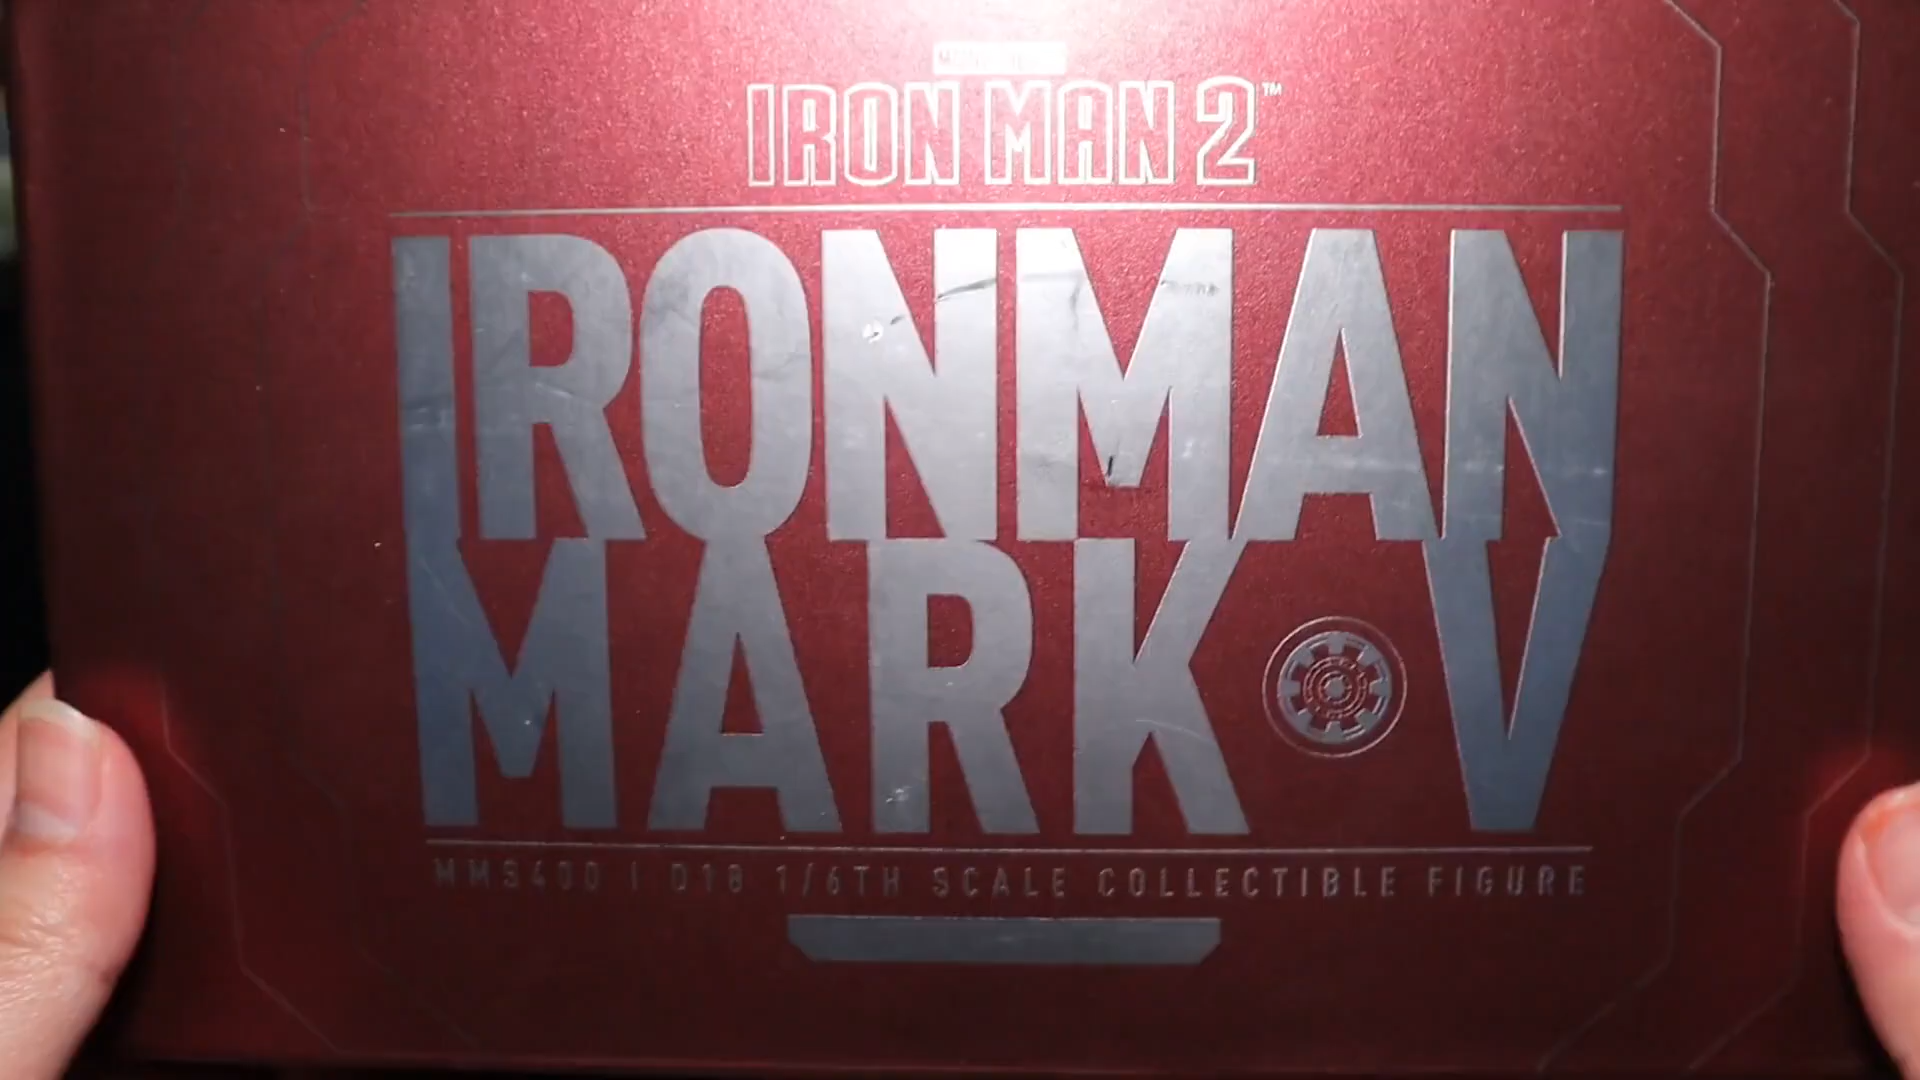 IRON MAN 2™
IRONMAN
MARK V
MMS400 | D18 1/6TH SCALE COLLECTIBLE FIGURE